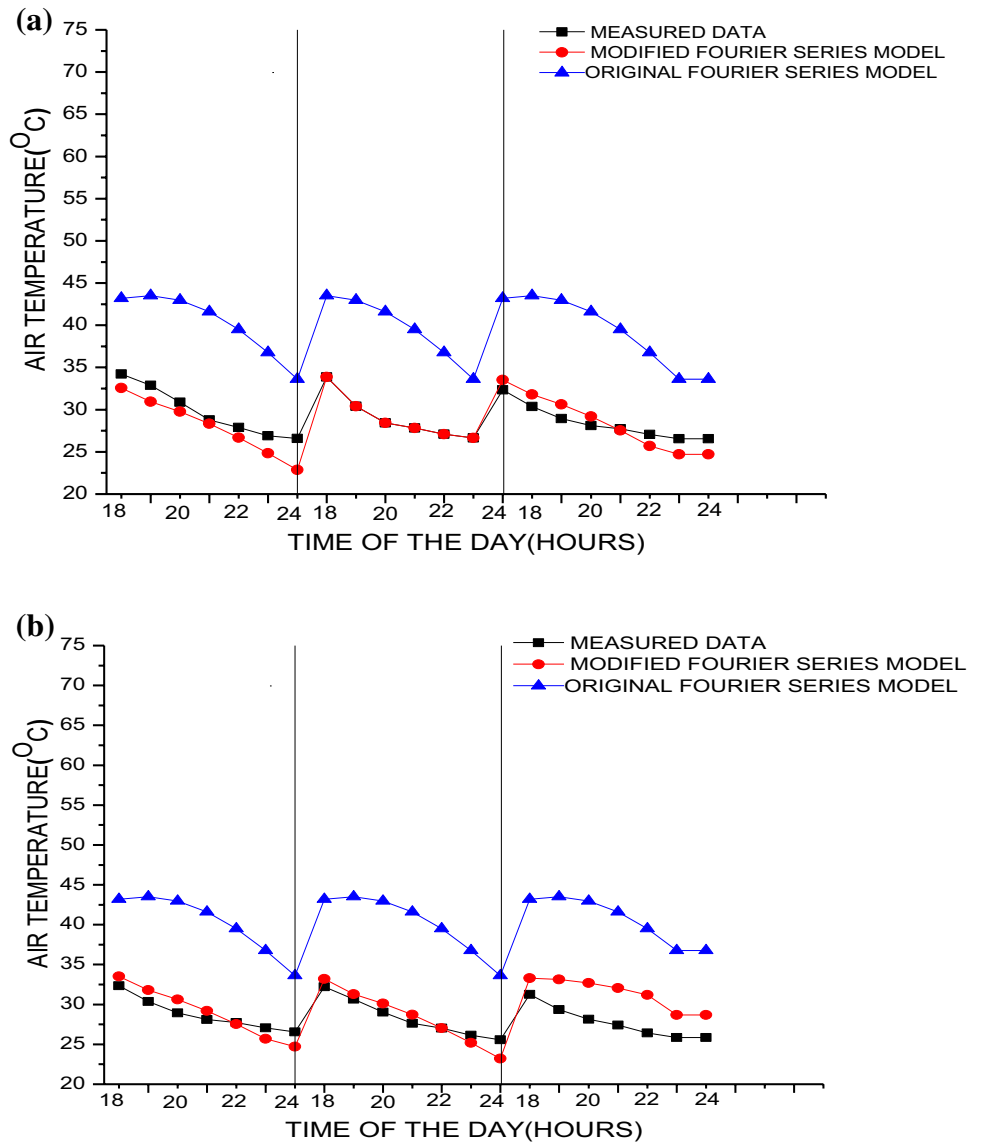 (a)
MEASURED DATA
MODIFIED FOURIER SERIES MODEL
ORIGINAL FOURIER SERIES MODEL
75
70
65
60
55
50
45
40
35
30
25
20
AIR TEMPERATURE(OC)
18 20 22 24 18 20 22 24 18 20 22 24
TIME OF THE DAY(HOURS)
(b)
MEASURED DATA
MODIFIED FOURIER SERIES MODEL
ORIGINAL FOURIER SERIES MODEL
75
70
65
60
55
50
45
40
35
30
25
20
AIR TEMPERATURE(OC)
18 20 22 24 18 20 22 24 18 20 22 24
TIME OF THE DAY(HOURS)